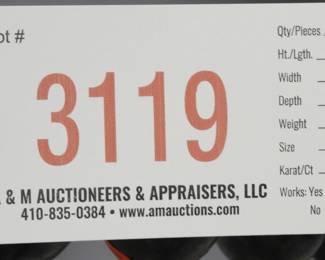 ot #
3119
& M AUCTIONEERS & APPRAISERS, LLC
410-835-0384 • www.amauctions.com
Qty/Pieces
Ht./Lgth.
Width
Depth
Weight
Size
Karat/Ct
Works: Yes
No